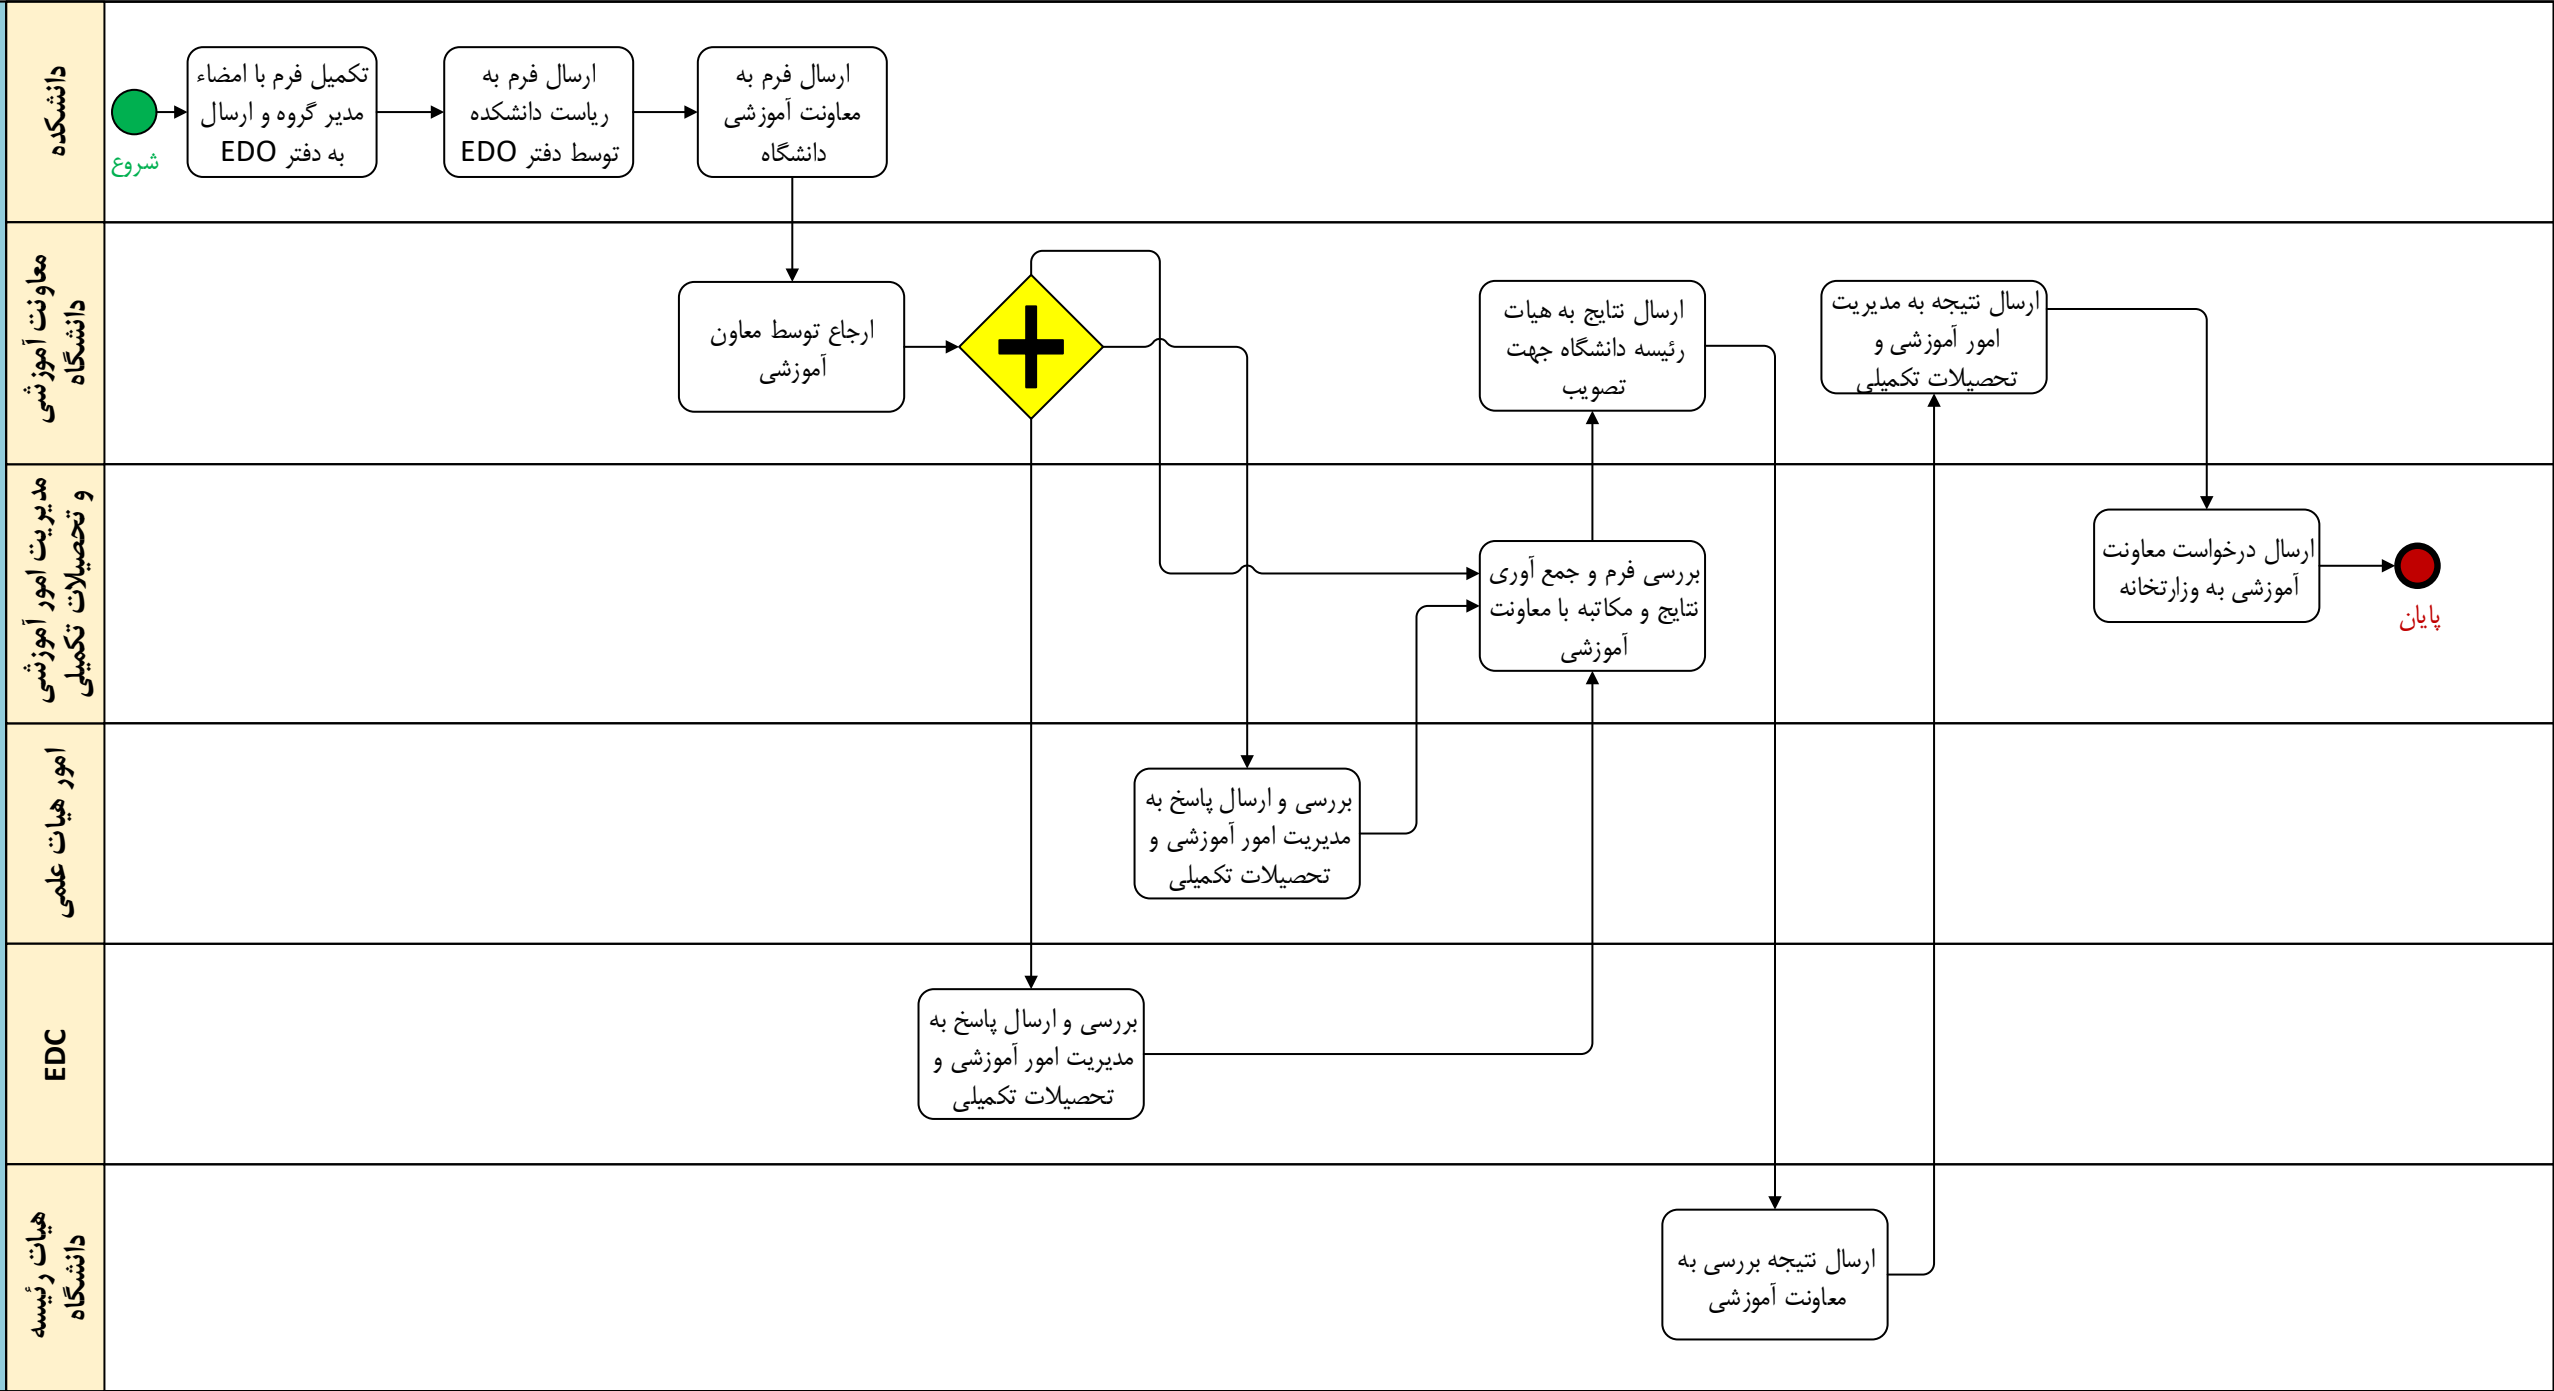 دانشکده
شروع
تکمیل فرم با امضاء
مدیر گروه و ارسال
به دفتر EDO
ارسال فرم به
ریاست دانشکده
توسط دفتر EDO
ارسال فرم به
معاونت آموزشی
دانشگاه
معاونت آموزشی
دانشگاه
ارجاع توسط معاون
آموزشی
ارسال نتایج به هیات
رئیسه دانشگاه جهت
تصویب
ارسال نتیجه به مدیریت
امور آموزشی و
تحصیلات تکمیلی
مدیریت امور آموزشی
و تحصیلات تکمیلی
بررسی فرم و جمع آوری
نتایج و مکاتبه با معاونت
آموزشی
ارسال درخواست معاونت
آموزشی به وزارتخانه
پایان
امور هیات علمی
بررسی و ارسال پاسخ به
مدیریت امور آموزشی و
تحصیلات تکمیلی
EDC
بررسی و ارسال پاسخ به
مدیریت امور آموزشی و
تحصیلات تکمیلی
هیات رئیسه
دانشگاه
ارسال نتیجه بررسی به
معاونت آموزشی